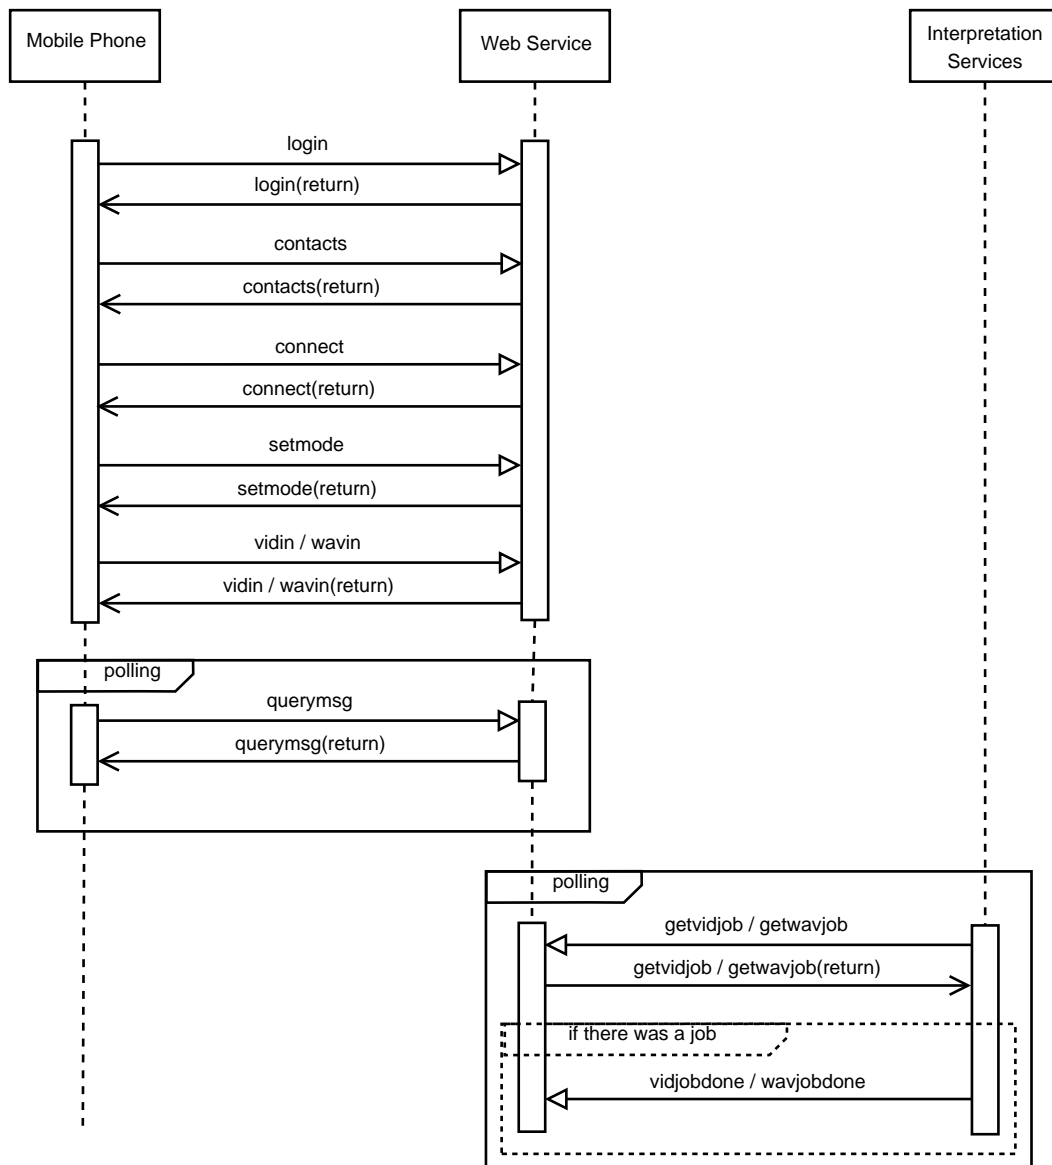 Mobile Phone
Web Service
Interpretation
Services
login
login(return)
contacts
contacts(return)
connect
connect(return)
setmode
setmode(return)
vidin / wavin
vidin / wavin(return)
polling
querymsg
querymsg(return)
polling
getvidjob / getwavjob
getvidjob / getwavjob(return)
if there was a job
vidjobdone / wavjobdone